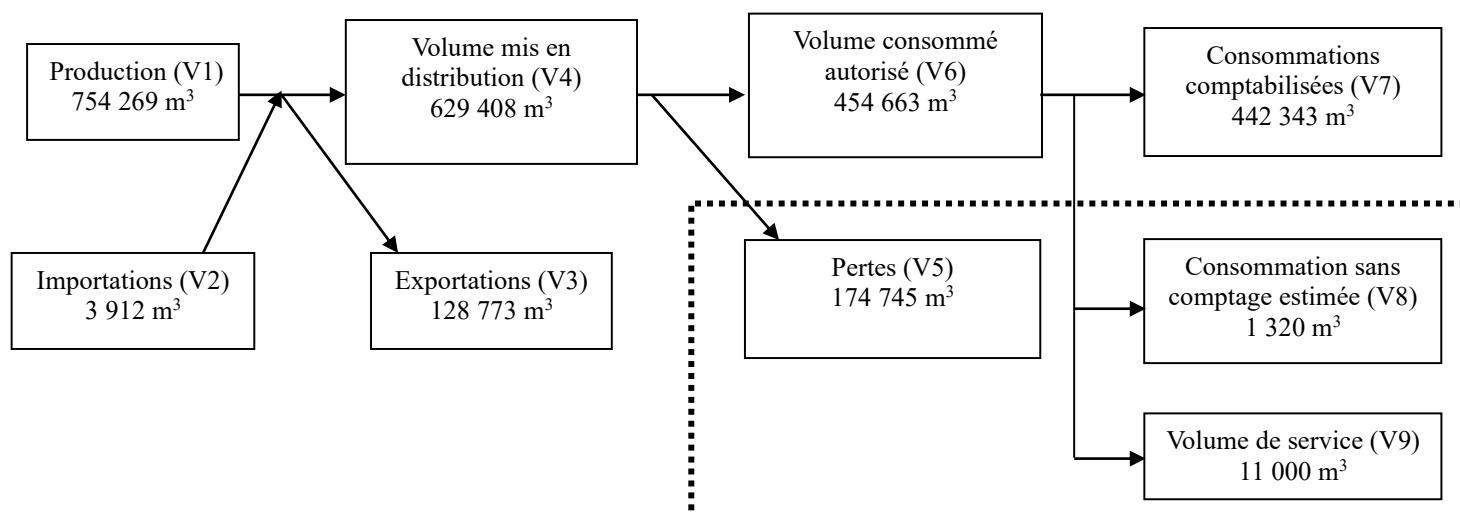 Production (V1)
754 269 m³
Volume mis en
distribution (V4)
629 408 m³
Volume consommé
autorisé (V6)
454 663 m³
Consommations
comptabilisées (V7)
442 343 m³
Importations (V2)
3 912 m³
Exportations (V3)
128 773 m³
Pertes (V5)
174 745 m³
Consommation sans
comptage estimée (V8)
1 320 m³
Volume de service (V9)
11 000 m³